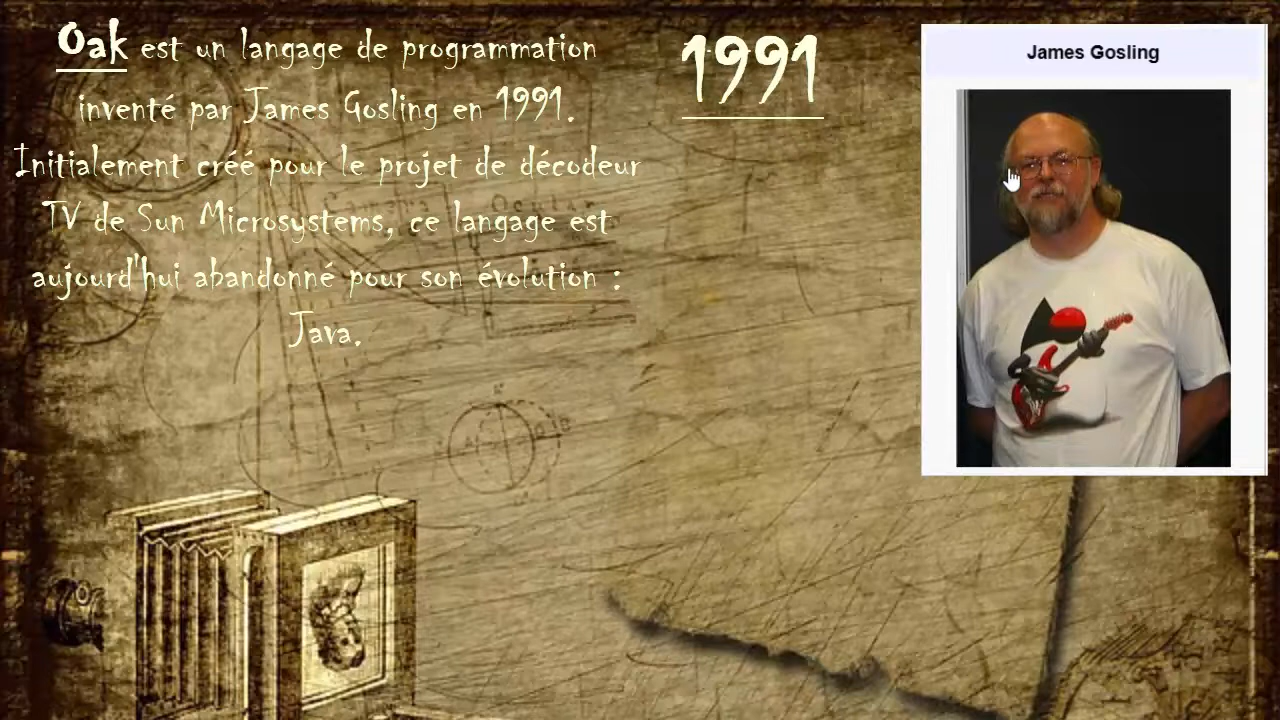 Oak est un langage de programmation
inventé par James Gosling en 1991.
Initialement créé pour le projet de décodeur
TV de Sun Microsystems, ce langage est
aujourd'hui abandonné pour son évolution :
Java.
1991
James Gosling